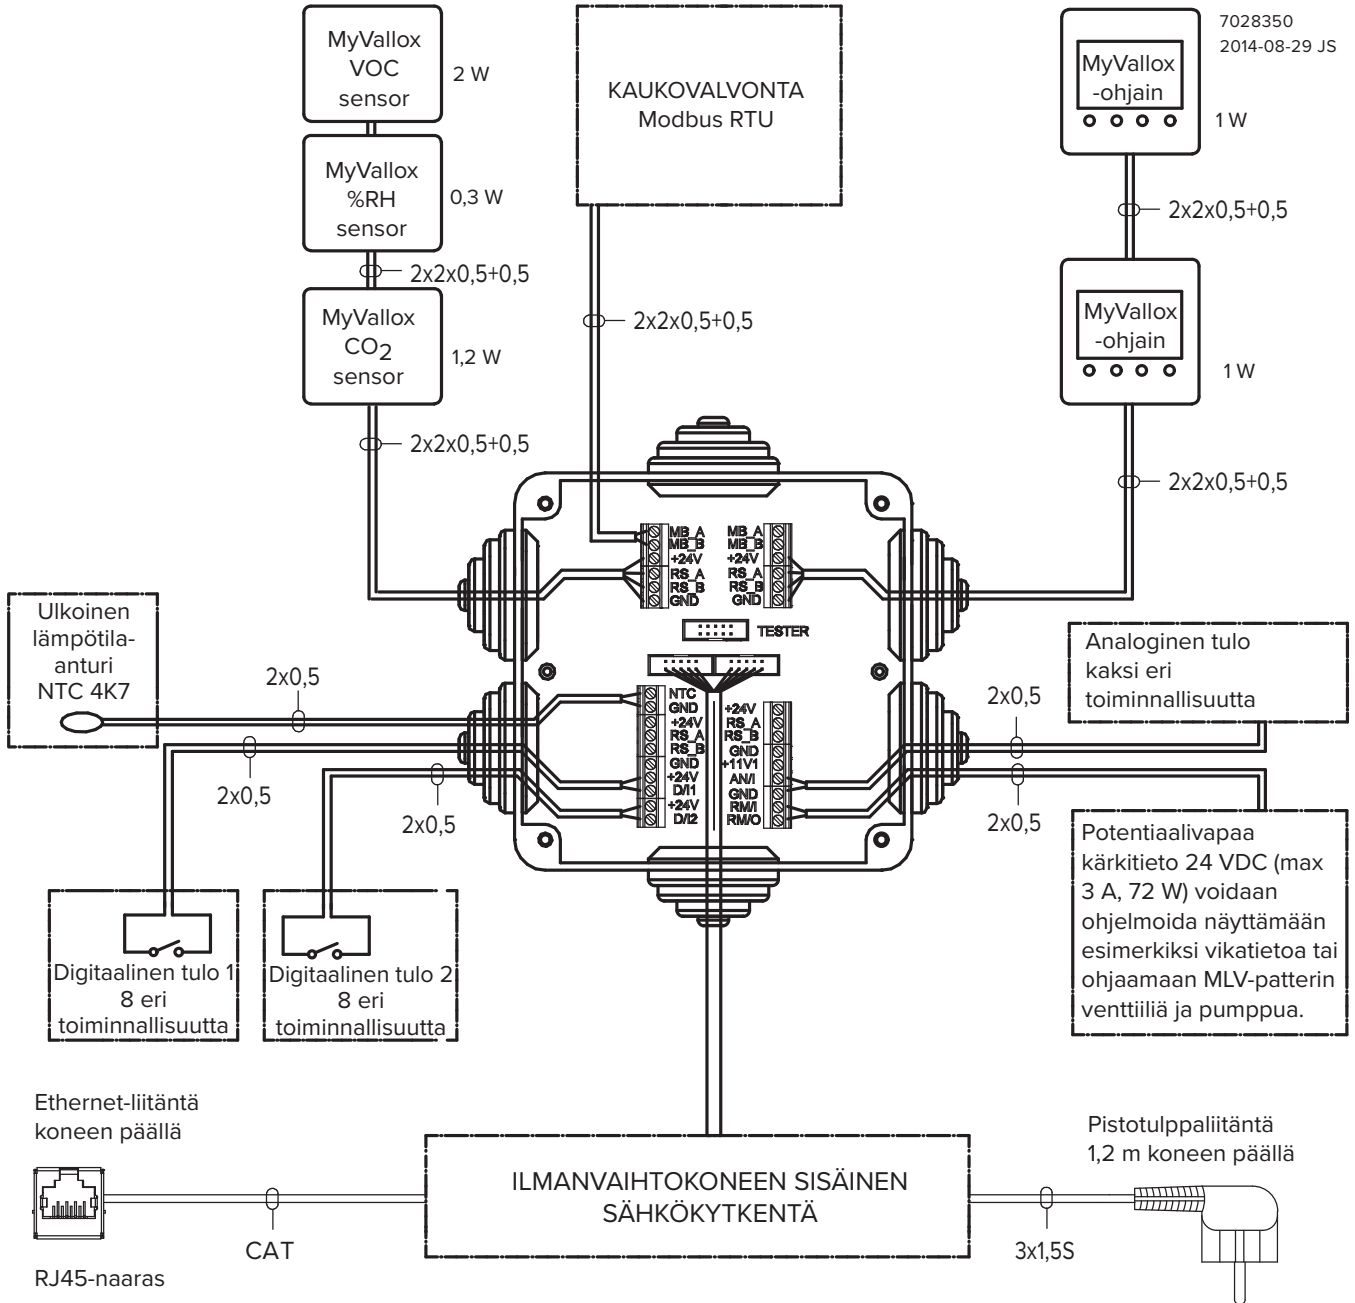 MyVallox
VOC
sensor
2 W
MyVallox
%RH
sensor
0,3 W
2x2x0,5+0,5
MyVallox
CO2
sensor
1,2 W
2x2x0,5+0,5
KAUKOVALVONTA
Modbus RTU
2x2x0,5+0,5
7028350
2014-08-29 JS
MyVallox
-ohjain
1 W
2x2x0,5+0,5
MyVallox
-ohjain
1 W
2x2x0,5+0,5
MB_A
MB_B
+24V
RS_A
RS_B
GND
MB_A
MB_B
+24V
RS_A
RS_B
GND
TESTER
NTC
GND
+24V
RS_A
RS_B
GND
+24V
D/I1
+24V
D/I2
+24V
RS_A
RS_B
GND
+11V1
AN/I
GND
RM/I
RM/O
Ulkoinen
lämpötila-
anturi
NTC 4K7
2x0,5
2x0,5
2x0,5
Analoginen tulo
kaksi eri
toiminnallisuutta
2x0,5
2x0,5
Potentiaalivapaa
kärkitieto 24 VDC (max
3 A, 72 W) voidaan
ohjelmoida näyttämään
esimerkiksi vikatietoa tai
ohjaamaan MLV-patterin
venttiiliä ja pumppua.
Digitaalinen tulo 1
8 eri
toiminnallisuutta
Digitaalinen tulo 2
8 eri
toiminnallisuutta
Ethernet-liitäntä
koneen päällä
RJ45-naaras
CAT
ILMANVAIHTOKONEEN SISÄINEN
SÄHKÖKYTKENTÄ
3x1,5S
Pistotulppaliitäntä
1,2 m koneen päällä